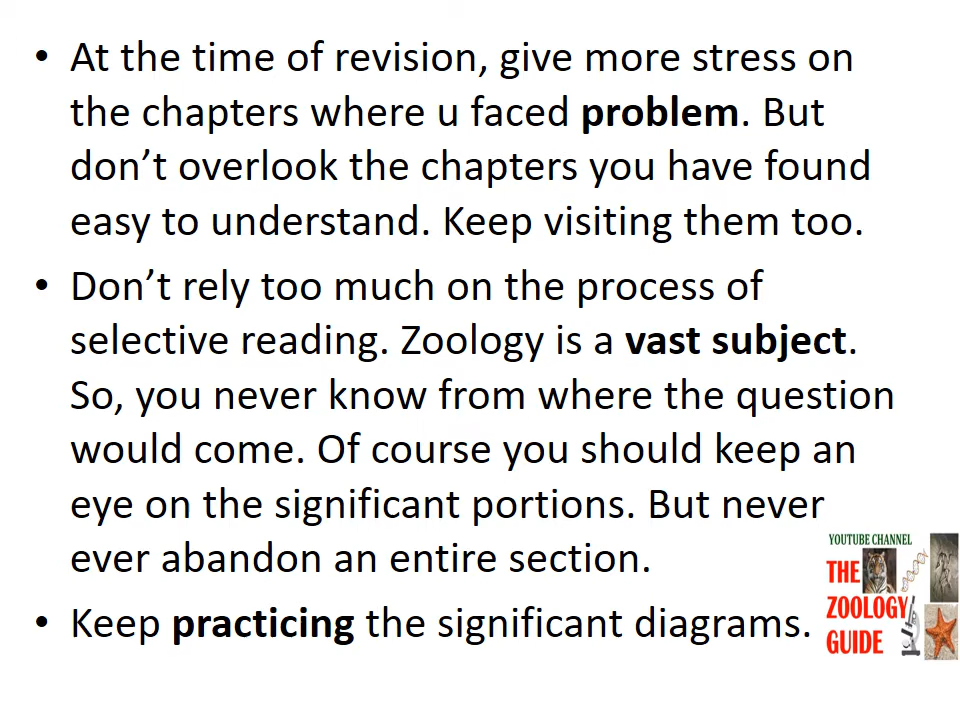 • At the time of revision, give more stress on
the chapters where u faced problem. But
don’t overlook the chapters you have found
easy to understand. Keep visiting them too.
• Don’t rely too much on the process of
selective reading. Zoology is a vast subject.
So, you never know from where the question
would come. Of course you should keep an
eye on the significant portions. But never
ever abandon an entire section.
• Keep practicing the significant diagrams.
YOUTUBE CHANNEL
THE
ZOOLOGY
GUIDE